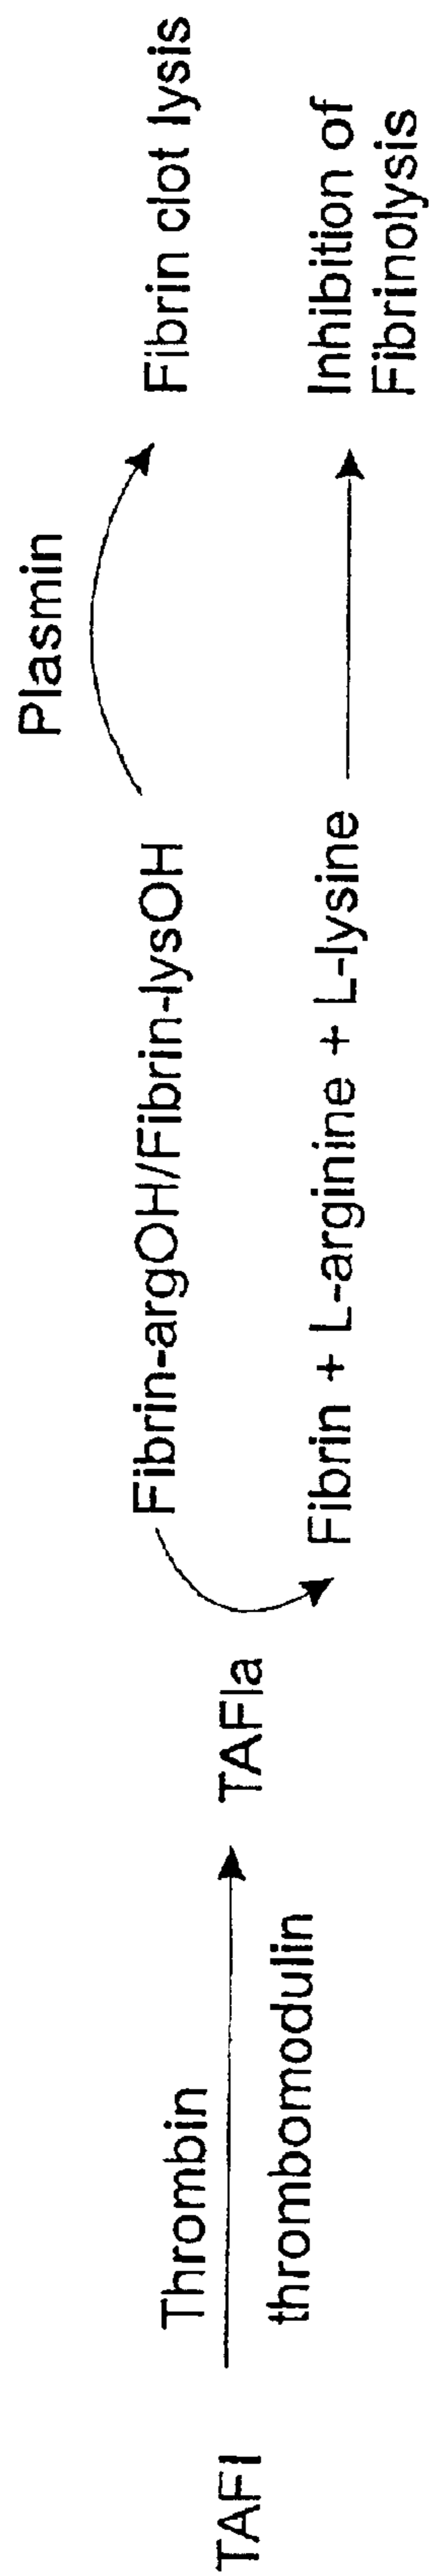 TAFI
Thrombin
thrombomodulin
TAFIa
Fibrin-argOH/Fibrin-lysOH
Plasmin
Fibrin clot lysis
Fibrin + L-arginine + L-lysine
Inhibition of
Fibrinolysis